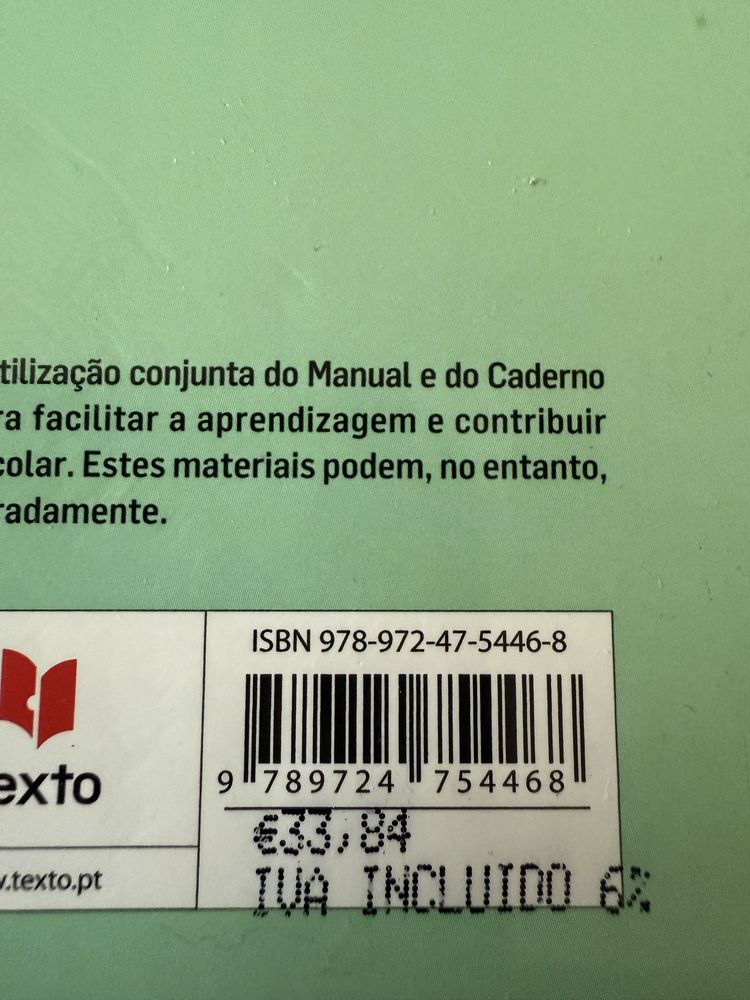 tilização conjunta do Manual e do Caderno
ra facilitar a aprendizagem e contribuir
colar. Estes materiais podem, no entanto,
radamente.
ISBN 978-972-47-5446-8
9 789724 754468
exto
€33,84
.texto.pt
IVA INCLUIDO 6%